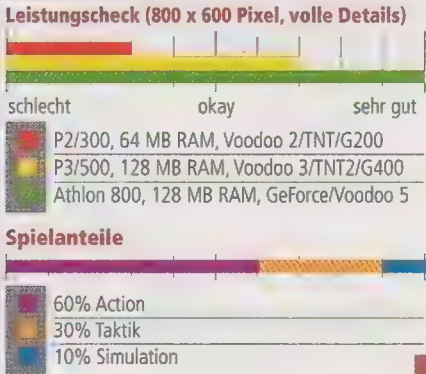 Leistungscheck (800 x 600 Pixel, volle Details)
schlecht okay sehr gut
P2/300, 64 MB RAM, Voodoo 2/TNT/G200
P3/500, 128 MB RAM, Voodoo 3/TNT2/G400
Athlon 800, 128 MB RAM, GeForce/Voodoo 5
Spielanteile
60% Action
30% Taktik
10% Simulation